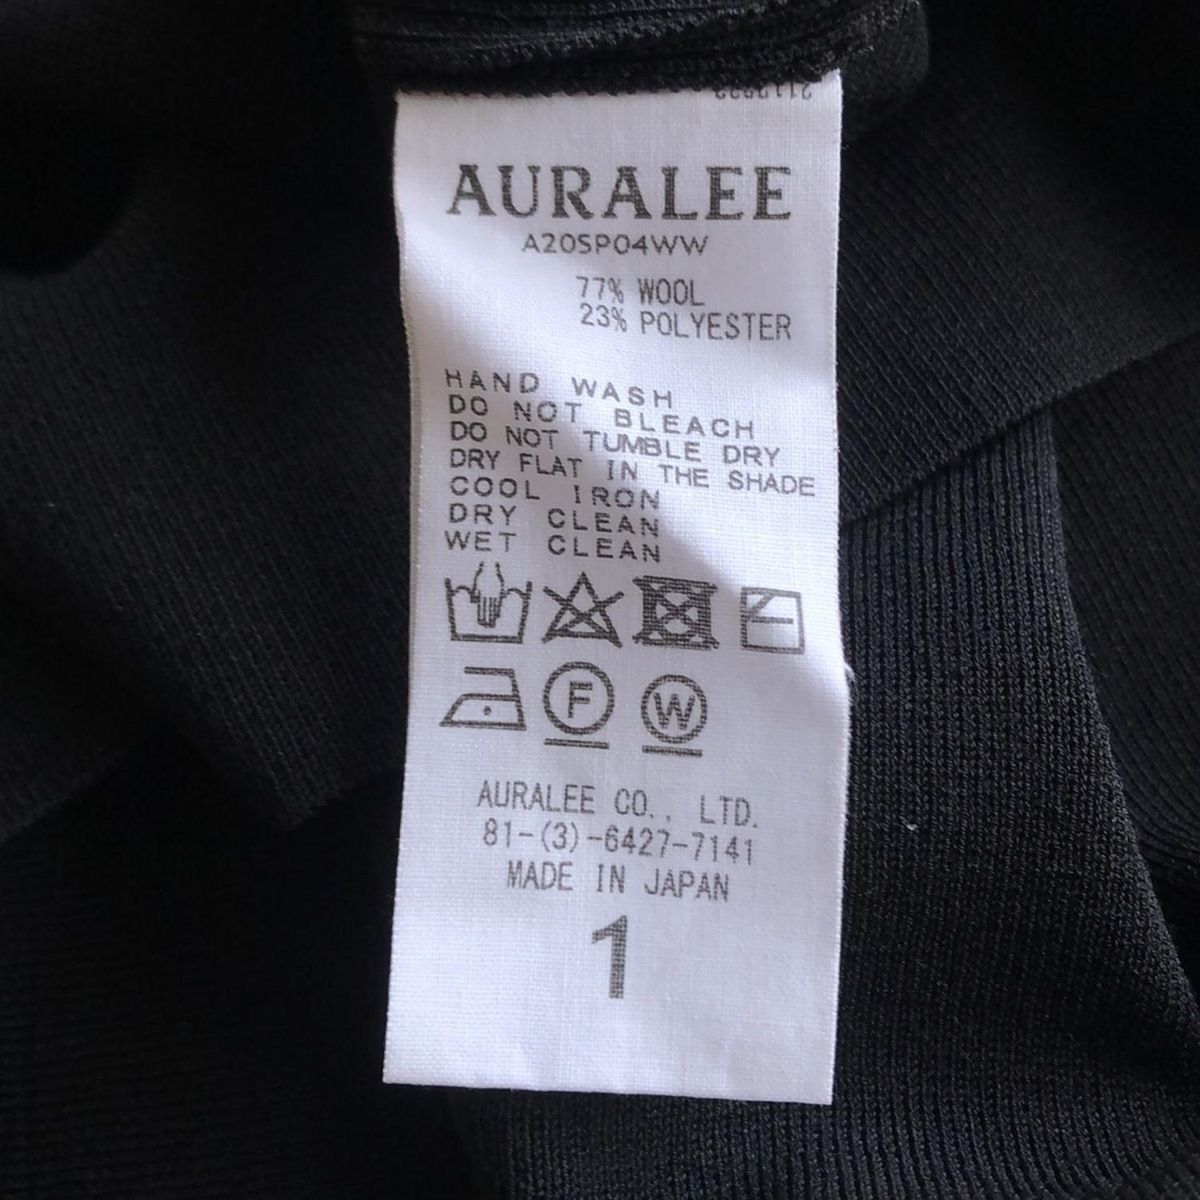 AURALEE
A20SP04WW
77% WOOL
23% POLYESTER
HAND WASH
DO NOT BLEACH
DO NOT TUMBLE DRY
DRY FLAT IN THE SHADE
COOL IRON
DRY CLEAN
WET CLEAN
F W
AURALEE CO., LTD.
81-(3)-6427-7141
MADE IN JAPAN
1